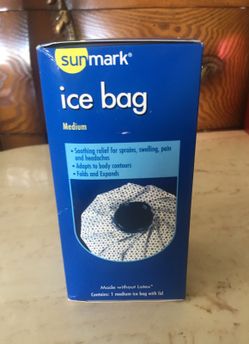 sunmark®
ice bag
Medium
• Soothing relief for sprains, swelling, pain
and headaches
• Adapts to body contours
• Folds and Expands
Made without Latex*
Contains: 1 medium ice bag with lid